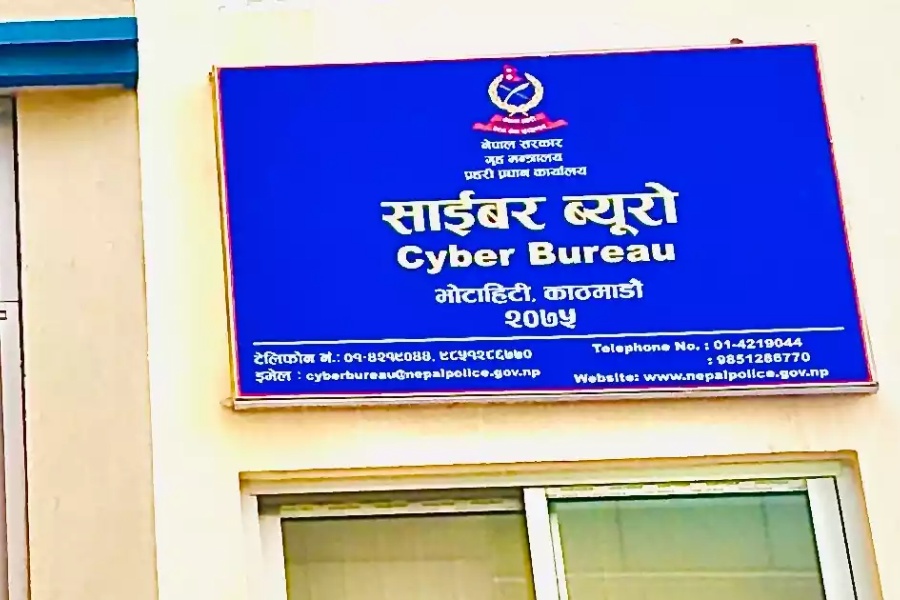 नेपाल सरकार
गृह मन्त्रालय
प्रहरी प्रधान कार्यालय
साईबर ब्यूरो
Cyber Bureau
भोटाहिटी, काठमाडौ
२०७५
टेलिफोन नं.: ०१-४२१९०४४, ९८५१२८६७७०
इमेल : cyberbureau@nepalpolice.gov.np
Telephone No. : 01-4219044
: 9851286770
Website: www.nepalpolice.gov.np